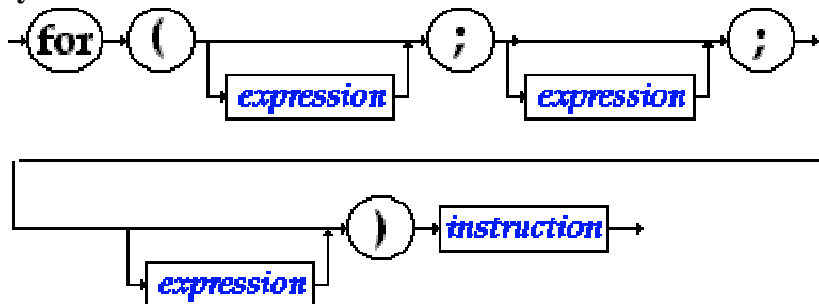 for ( ; ;
expression expression
) instruction
expression